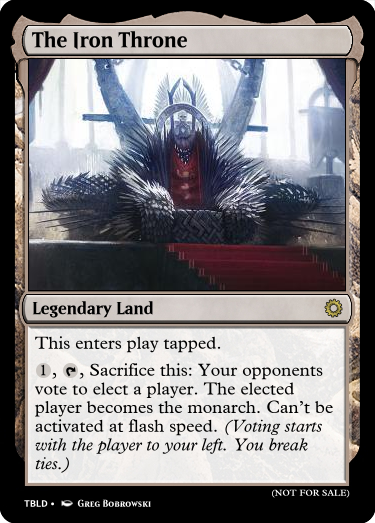 The Iron Throne
Legendary Land
This enters play tapped.
1, T, Sacrifice this: Your opponents
vote to elect a player. The elected
player becomes the monarch. Can't be
activated at flash speed. (Voting starts
with the player to your left. You break
ties.)
(NOT FOR SALE)
TBLD • Greg Bobrowski